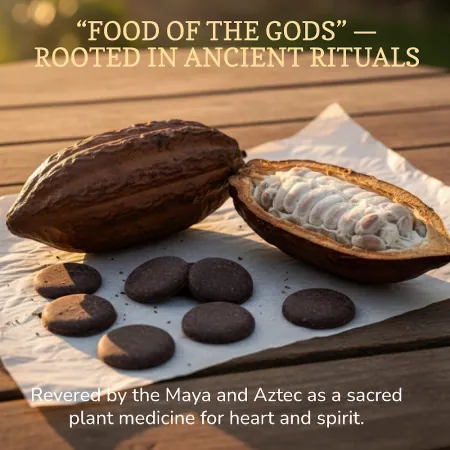 “FOOD OF THE GODS” —
ROOTED IN ANCIENT RITUALS
Revered by the Maya and Aztec as a sacred
plant medicine for heart and spirit.